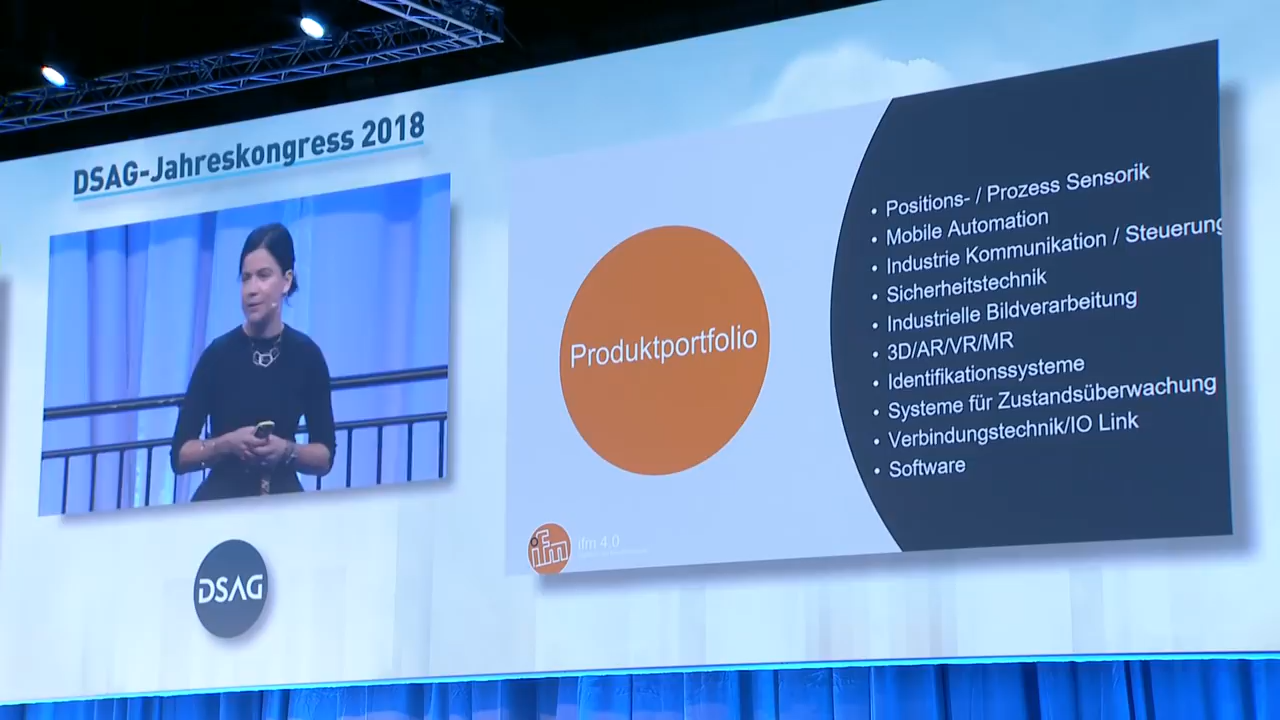 DSAG-Jahreskongress 2018
DSAG
Produktportfolio
• Positions- / Prozess Sensorik
• Mobile Automation
• Industrie Kommunikation / Steuerung
• Sicherheitstechnik
• Industrielle Bildverarbeitung
• 3D/AR/VR/MR
• Identifikationssysteme
• Systeme für Zustandsüberwachung
• Verbindungstechnik/IO Link
• Software
ifm
ifm 4.0